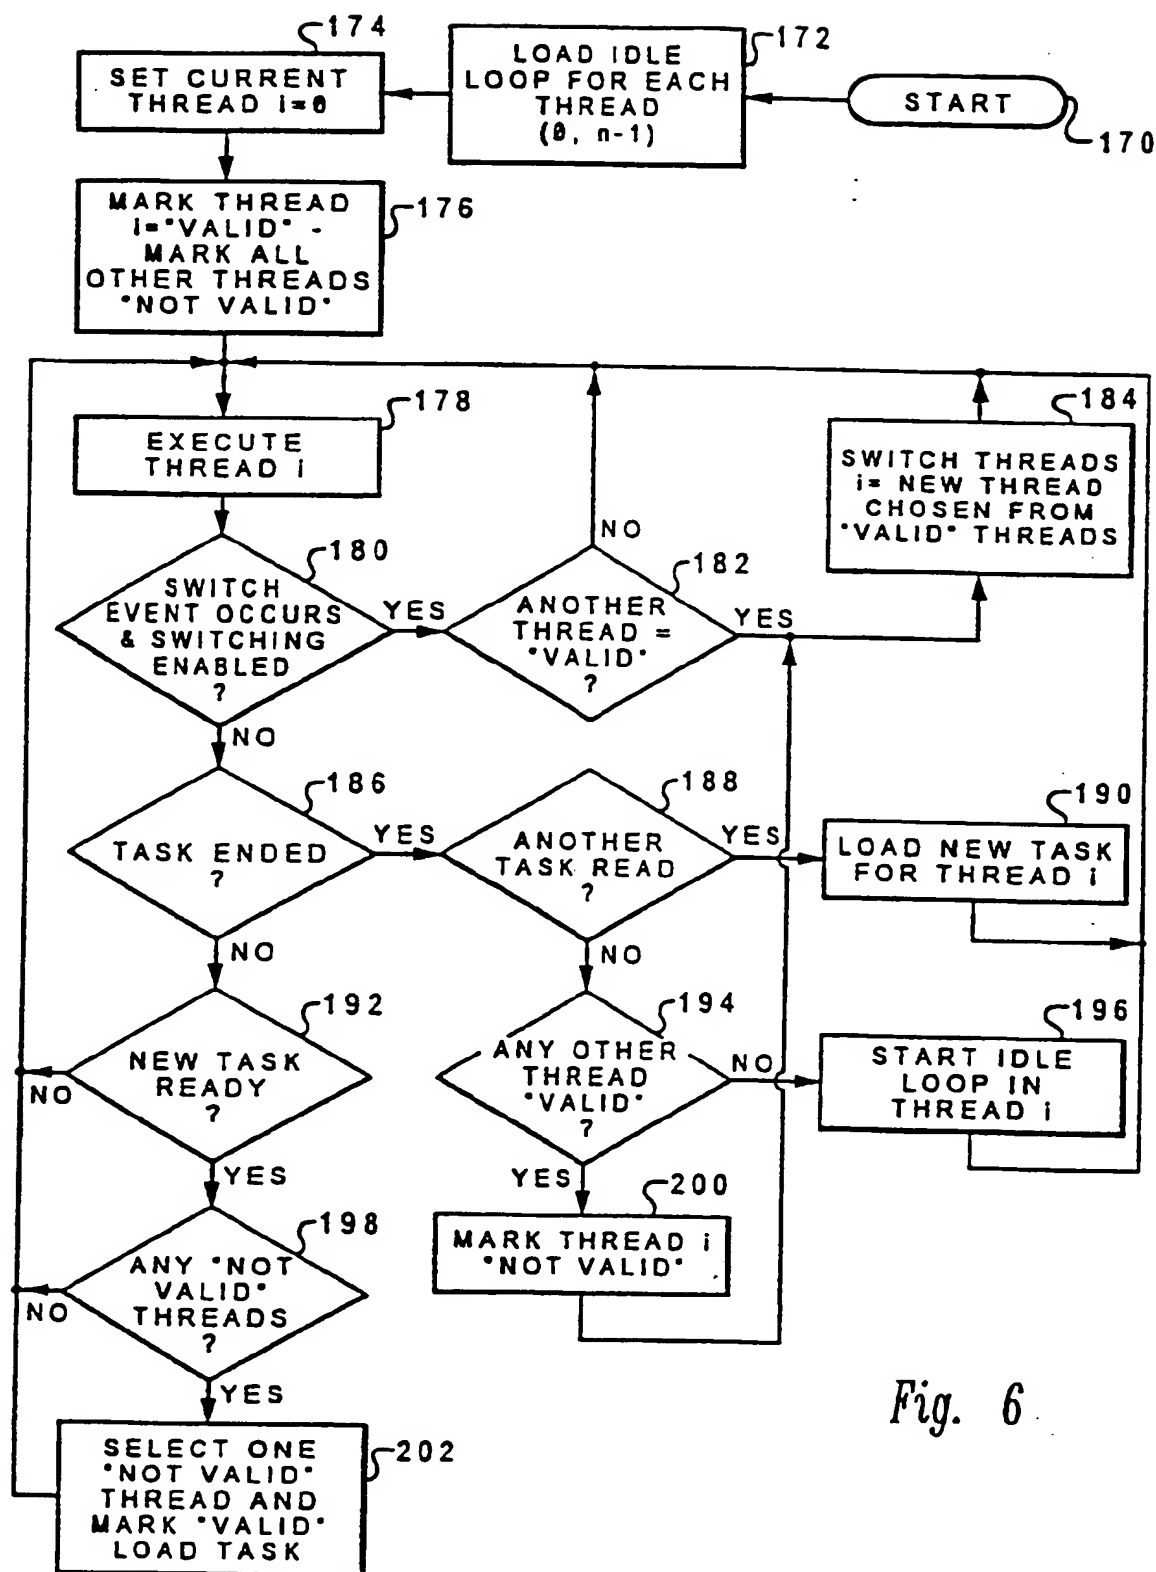 174
SET CURRENT
THREAD i=0
LOAD IDLE
LOOP FOR EACH
THREAD
(0, n-1)
172
START
170
MARK THREAD
i="VALID" -
MARK ALL
OTHER THREADS
"NOT VALID"
176
178
EXECUTE
THREAD i
184
SWITCH THREADS
i= NEW THREAD
CHOSEN FROM
"VALID" THREADS
180
SWITCH
EVENT OCCURS
& SWITCHING
ENABLED
?
YES
NO
182
ANOTHER
THREAD =
"VALID"
?
NO
YES
186
TASK ENDED
?
YES
NO
188
ANOTHER
TASK READ
?
YES
NO
190
LOAD NEW TASK
FOR THREAD i
192
NEW TASK
READY
?
NO
YES
194
ANY OTHER
THREAD
"VALID"
?
NO
YES
196
START IDLE
LOOP IN
THREAD i
198
ANY "NOT
VALID"
THREADS
?
NO
YES
200
MARK THREAD i
"NOT VALID"
202
SELECT ONE
"NOT VALID"
THREAD AND
MARK "VALID"
LOAD TASK
Fig. 6